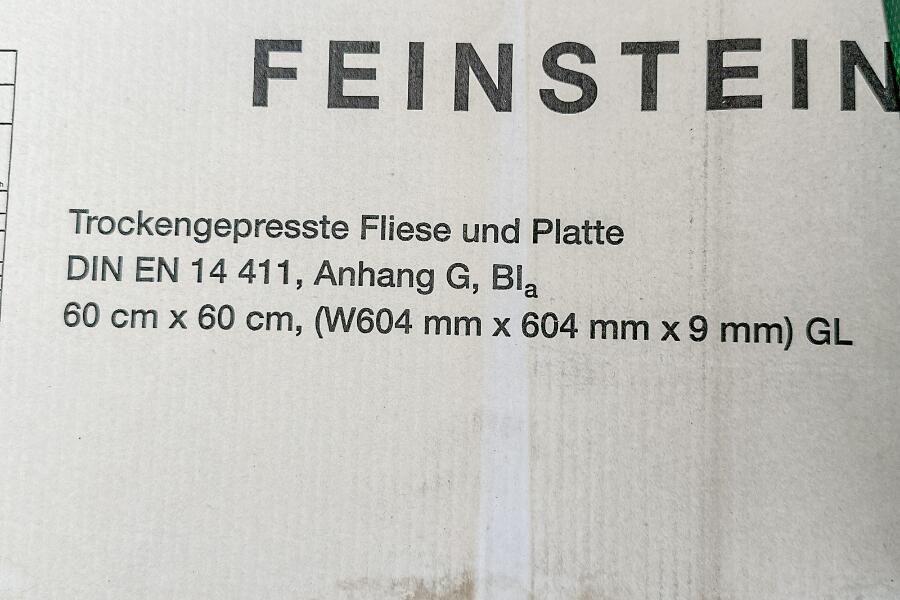 FEINSTEIN
Trockengepresste Fliese und Platte
DIN EN 14 411, Anhang G, BIa
60 cm x 60 cm, (W604 mm x 604 mm x 9 mm) GL